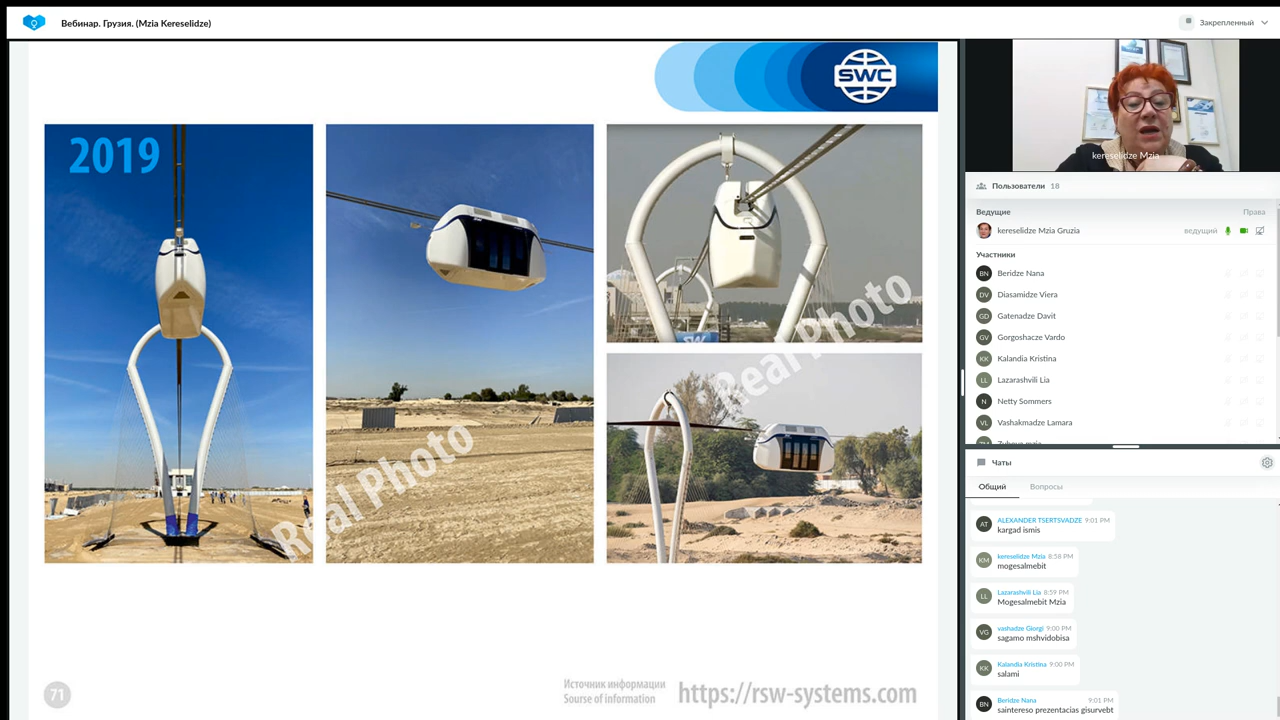 Вебинар. Грузия. (Mzia Kereselidze)
Закрепленный
SWC
2019
Real Photo
Real Photo
71
Источник информации
Sourse of information
https://rsw-systems.com
kereselidze Mzia
Пользователи 18
Ведущие
Права
kereselidze Mzia Gruzia
ведущий
Участники
BN Beridze Nana
DV Diasamidze Viera
GD Gatenadze Davit
GV Gorgoshacze Vardo
KK Kalandia Kristina
LL Lazarashvili Lia
N Netty Sommers
VL Vashakmadze Lamara
Чаты
Общий
Вопросы
AT ALEXANDER TSERTSVADZE 9:01 PM
kargad ismis
KM kereselidze Mzia 8:58 PM
mogesalmebit
LL Lazarashvili Lia 8:59 PM
Mogesalmebit Mzia
VG vashadze Giorgi 9:00 PM
sagamo mshvidobisa
KK Kalandia Kristina 9:00 PM
salami
BN Beridze Nana 9:01 PM
saintereso prezentacias gisurvebt